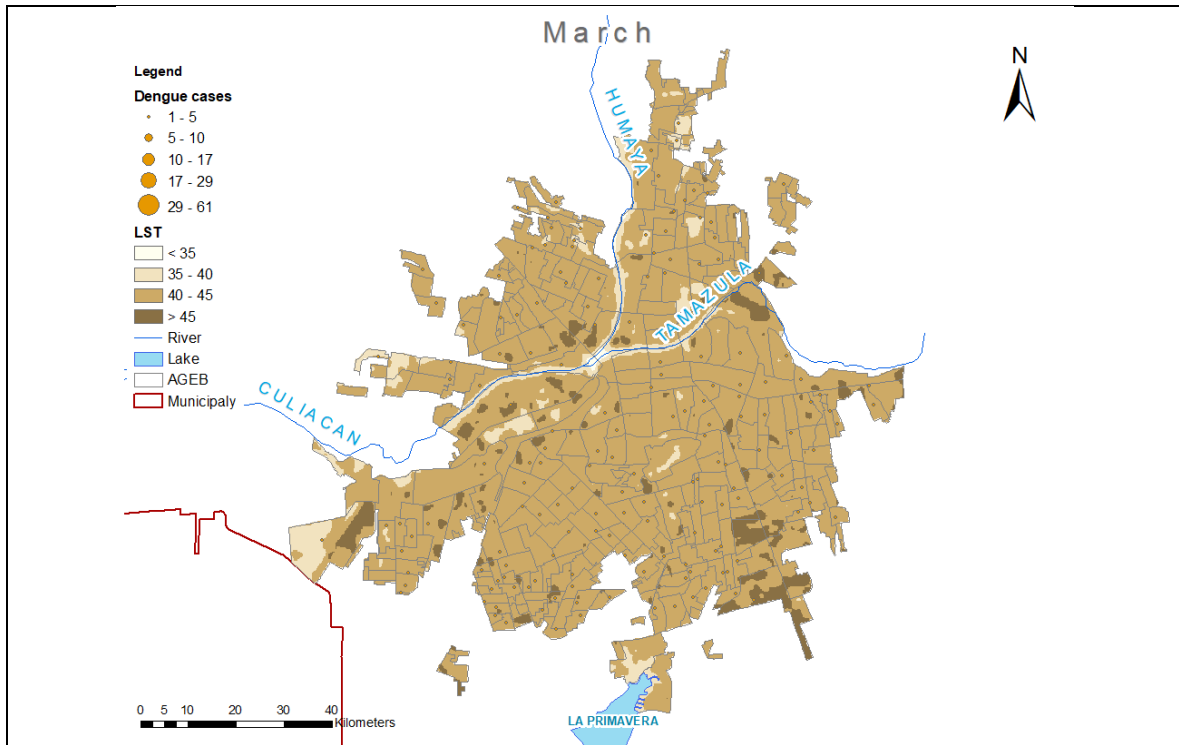 March
N
Legend
Dengue cases
1 - 5
5 - 10
10 - 17
17 - 29
29 - 61
LST
< 35
35 - 40
40 - 45
> 45
River
Lake
AGEB
Municipaly
HUMAYA
TAMAZULA
CULIACAN
LA PRIMAVERA
0 5 10 20 30 40
Kilometers